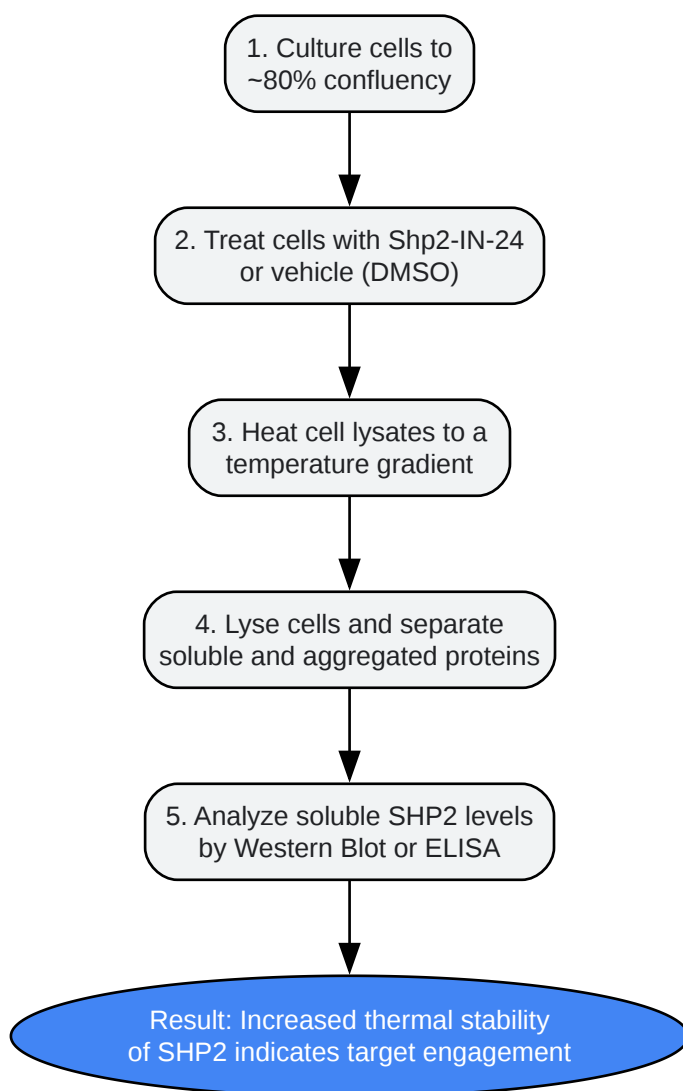 1. Culture cells to
~80% confluency
2. Treat cells with Shp2-IN-24
or vehicle (DMSO)
3. Heat cell lysates to a
temperature gradient
4. Lyse cells and separate
soluble and aggregated proteins
5. Analyze soluble SHP2 levels
by Western Blot or ELISA
Result: Increased thermal stability
of SHP2 indicates target engagement